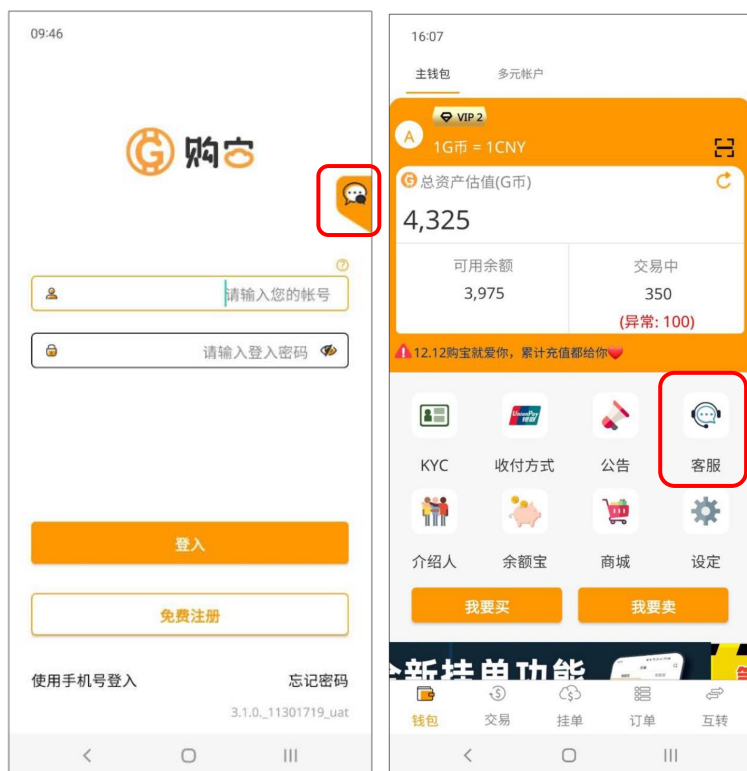 09:46
购宝
请输入您的帐号
请输入登入密码
登入
免费注册
使用手机号登入
忘记密码
3.1.0._11301719_uat
16:07
主钱包
多元帐户
VIP 2
A
1G币 = 1CNY
G
总资产估值(G币)
4,325
可用余额
交易中
3,975
350
(异常: 100)
12.12购宝就爱你，累计充值都给你
UnionPay
银联
KYC
收付方式
公告
客服
介绍人
余额宝
商城
设定
我要买
我要卖
全新挂单功能
钱包
交易
挂单
订单
互转